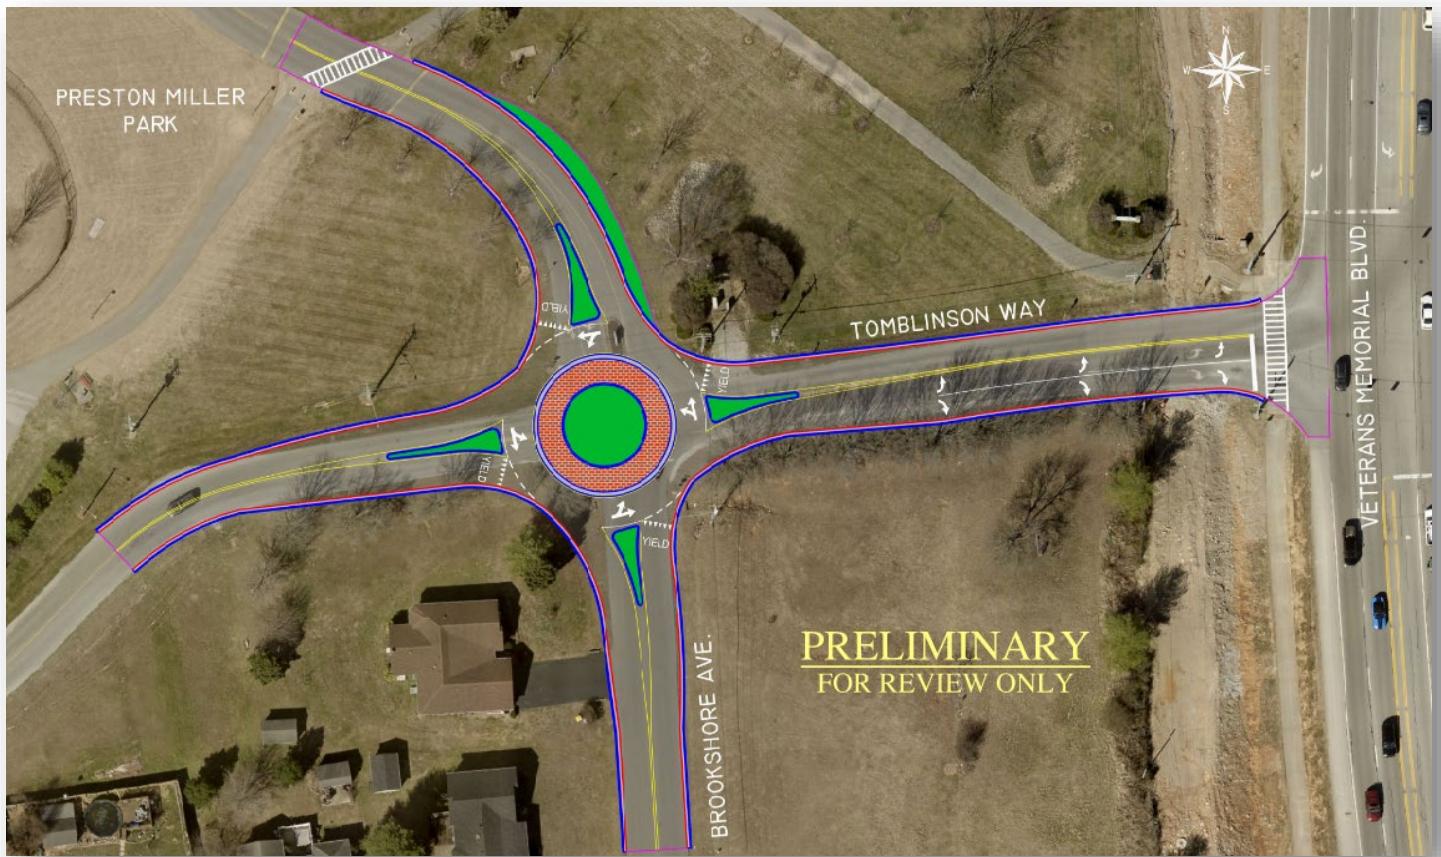 N
W E
S
PRESTON MILLER
PARK
YIELD
TOMBLINSON WAY
VETERANS MEMORIAL BLVD.
YIELD
YIELD
YIELD
BROOKSHORE AVE.
PRELIMINARY
FOR REVIEW ONLY